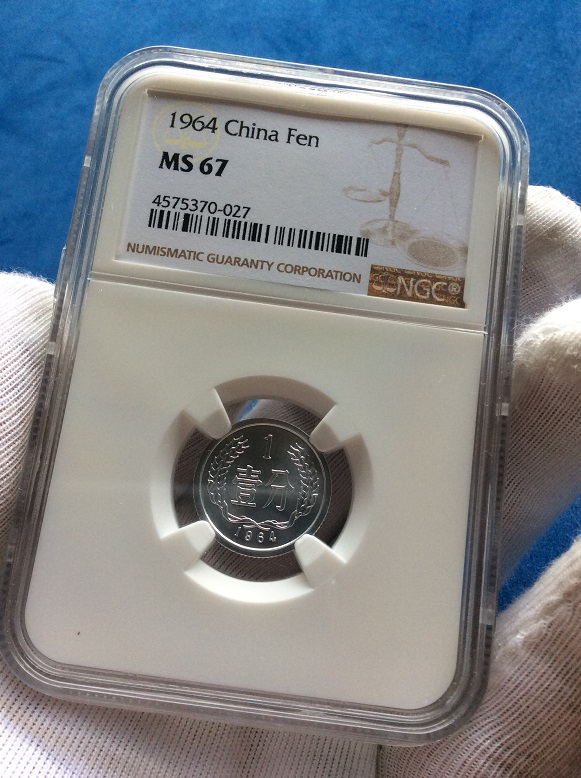 1964 China Fen
MS 67
4575370-027
NUMISMATIC GUARANTY CORPORATION
NGC®
1
壹分
1964